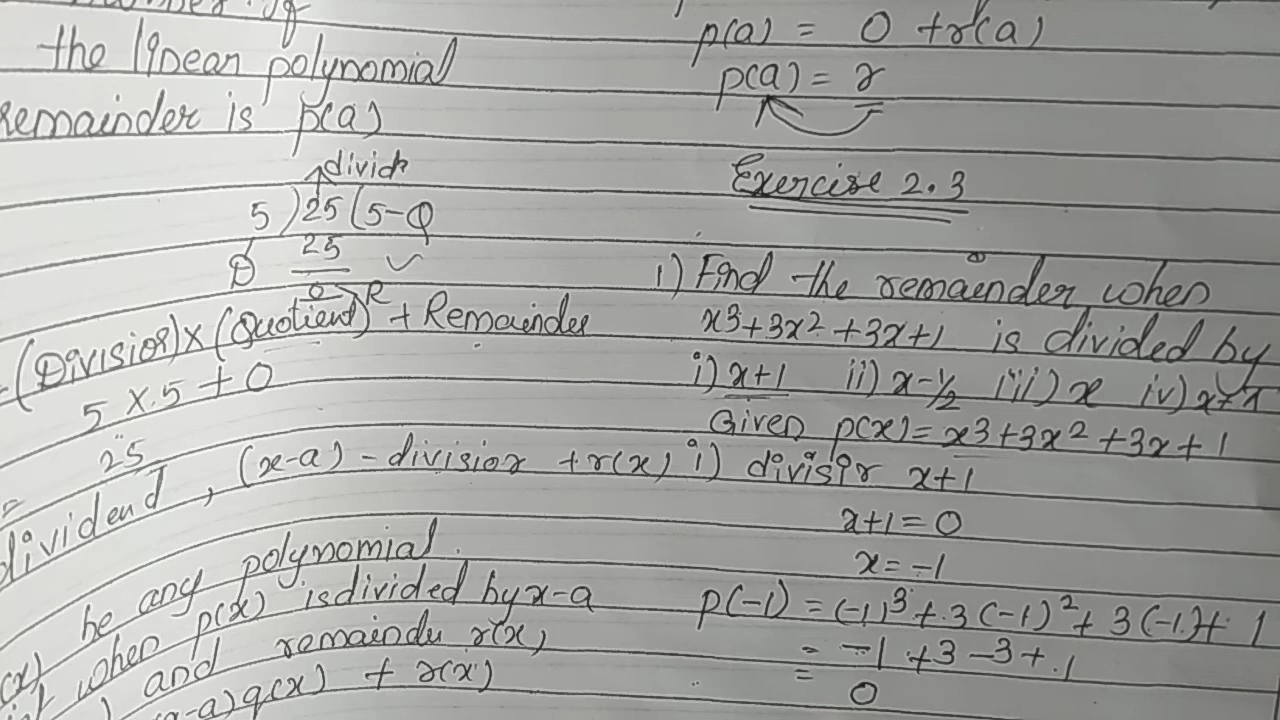 the linear polynomial
remainder is p(a)
divich
5 ) 25 ( 5 - Q
D 25
0 R
= (Division) x (Quotient) + Remainder
5 x 5 + 0
= 25
dividend, (x-a) - divisior + r(x)
be any polynomial.
when p(x) is divided by x-a
and remainder r(x)
-a) q(x) + r(x)
p(a) = 0 + r(a)
p(a) = r
Exercise 2.3
1) Find the remainder when
x3 + 3x2 + 3x + 1 is divided by
i) x+1 ii) x - 1/2 iii) x iv) x+π
Given p(x) = x3 + 3x2 + 3x + 1
i) divisir x+1
x+1 = 0
x = -1
p(-1) = (-1)3 + 3(-1)2 + 3(-1) + 1
= -1 + 3 - 3 + 1
= 0